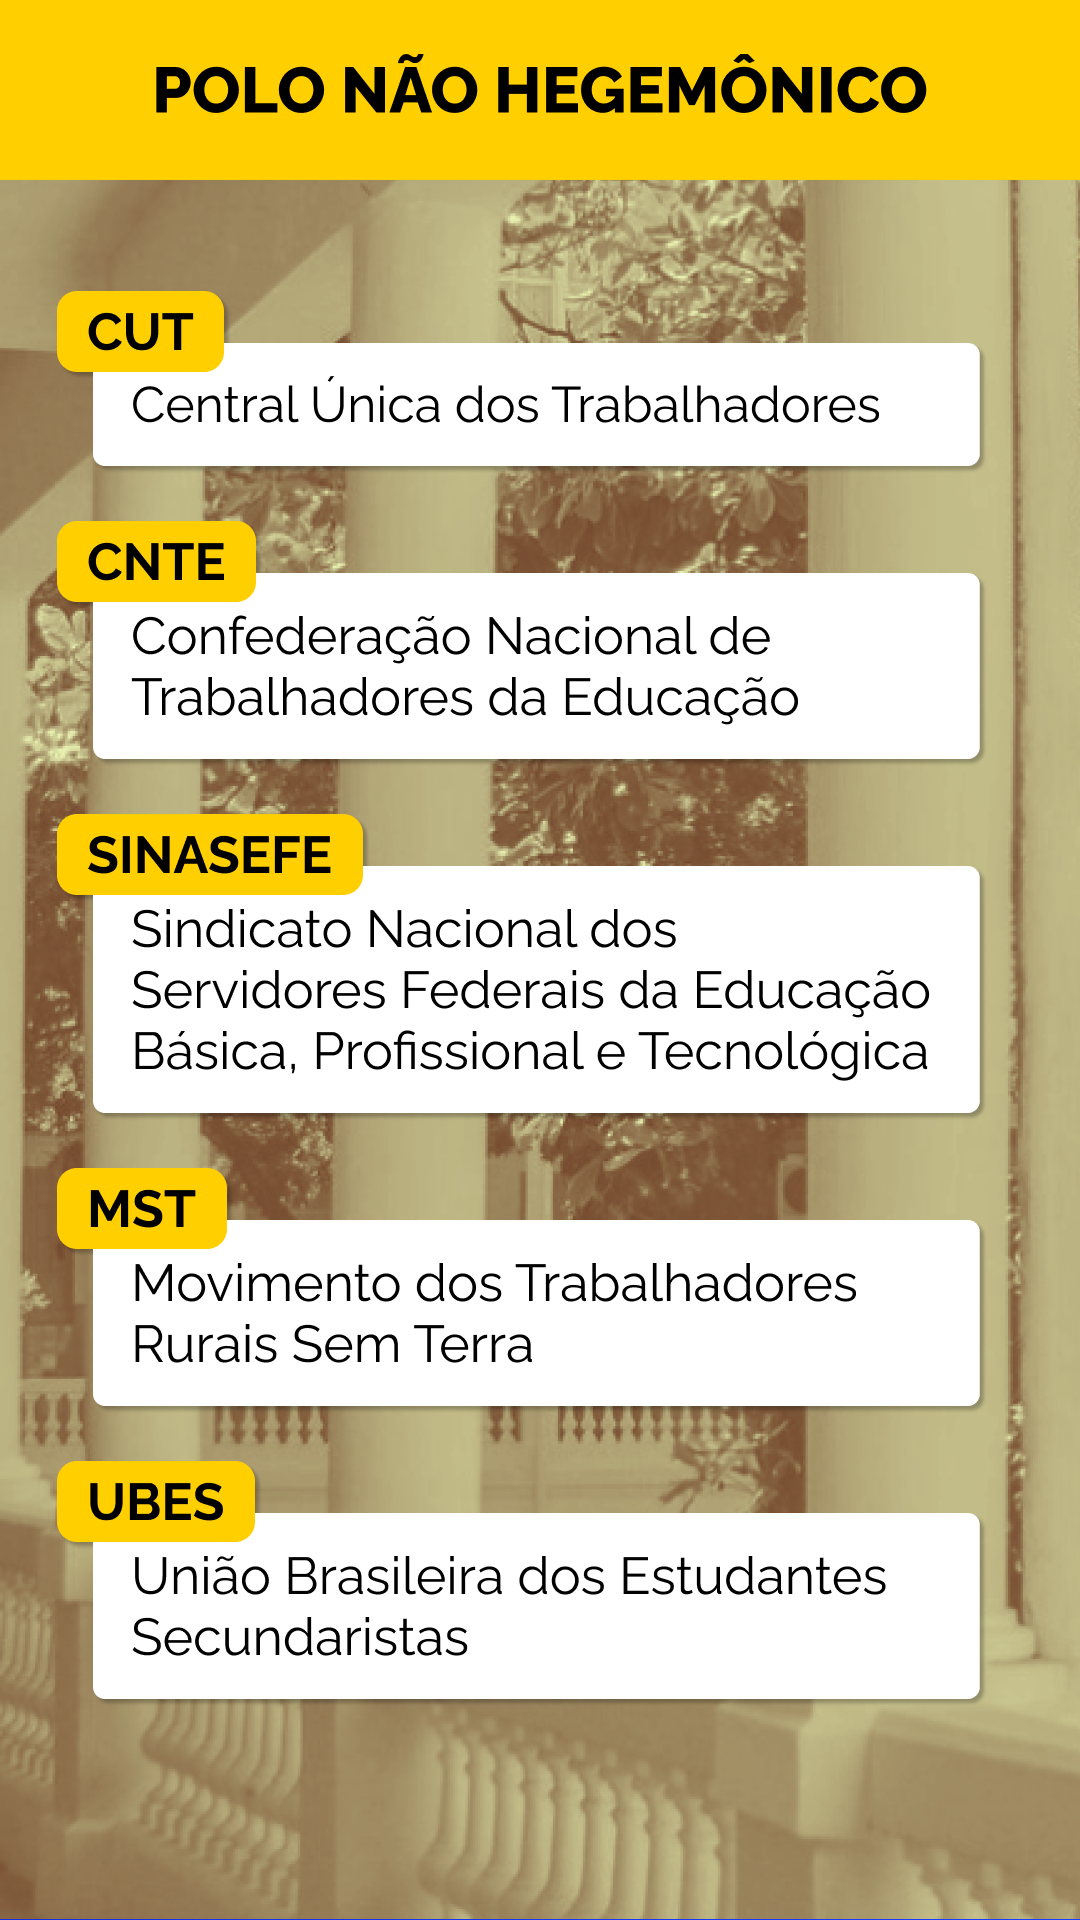 POLO NÃO HEGEMÔNICO
CUT
Central Única dos Trabalhadores
CNTE
Confederação Nacional de
Trabalhadores da Educação
SINASEFE
Sindicato Nacional dos
Servidores Federais da Educação
Básica, Profissional e Tecnológica
MST
Movimento dos Trabalhadores
Rurais Sem Terra
UBES
União Brasileira dos Estudantes
Secundaristas